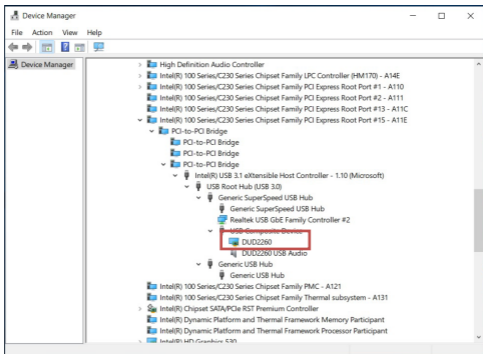 Device Manager
File Action View Help
Device Manager
High Definition Audio Controller
Intel(R) 100 Series/C230 Series Chipset Family LPC Controller (HM170) - A14E
Intel(R) 100 Series/C230 Series Chipset Family PCI Express Root Port #1 - A110
Intel(R) 100 Series/C230 Series Chipset Family PCI Express Root Port #2 - A111
Intel(R) 100 Series/C230 Series Chipset Family PCI Express Root Port #13 - A11C
Intel(R) 100 Series/C230 Series Chipset Family PCI Express Root Port #15 - A11E
PCI-to-PCI Bridge
PCI-to-PCI Bridge
PCI-to-PCI Bridge
PCI-to-PCI Bridge
Intel(R) USB 3.1 eXtensible Host Controller - 1.10 (Microsoft)
USB Root Hub (USB 3.0)
Generic SuperSpeed USB Hub
Generic SuperSpeed USB Hub
Realtek USB GbE Family Controller #2
USB Composite Device
DUD2260
DUD2260 USB Audio
Generic USB Hub
Generic USB Hub
Intel(R) 100 Series/C230 Series Chipset Family PMC - A121
Intel(R) 100 Series/C230 Series Chipset Family Thermal subsystem - A131
Intel(R) Chipset SATA/PCIe RST Premium Controller
Intel(R) Dynamic Platform and Thermal Framework Memory Participant
Intel(R) Dynamic Platform and Thermal Framework Processor Participant
Intel(R) HD Graphics 530